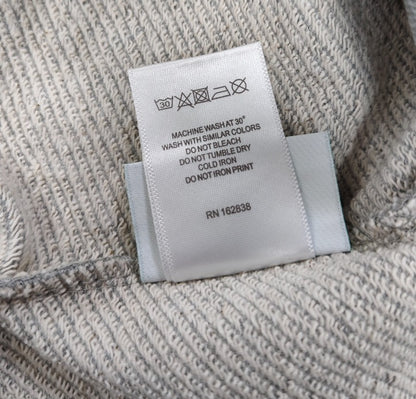 30
MACHINE WASH AT 30°
WASH WITH SIMILAR COLORS
DO NOT BLEACH
DO NOT TUMBLE DRY
COLD IRON
DO NOT IRON PRINT
RN 162838